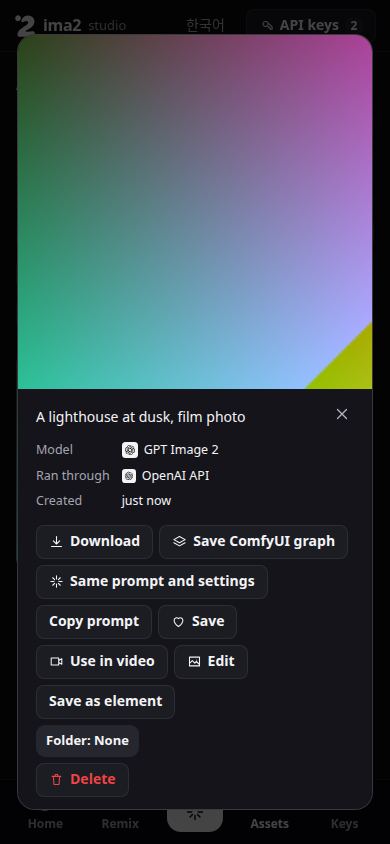 ima2 studio 한국어 API keys 2
A lighthouse at dusk, film photo
Model GPT Image 2
Ran through OpenAI API
Created just now
Download Save ComfyUI graph
Same prompt and settings
Copy prompt Save
Use in video Edit
Save as element
Folder: None
Delete
Home Remix Assets Keys